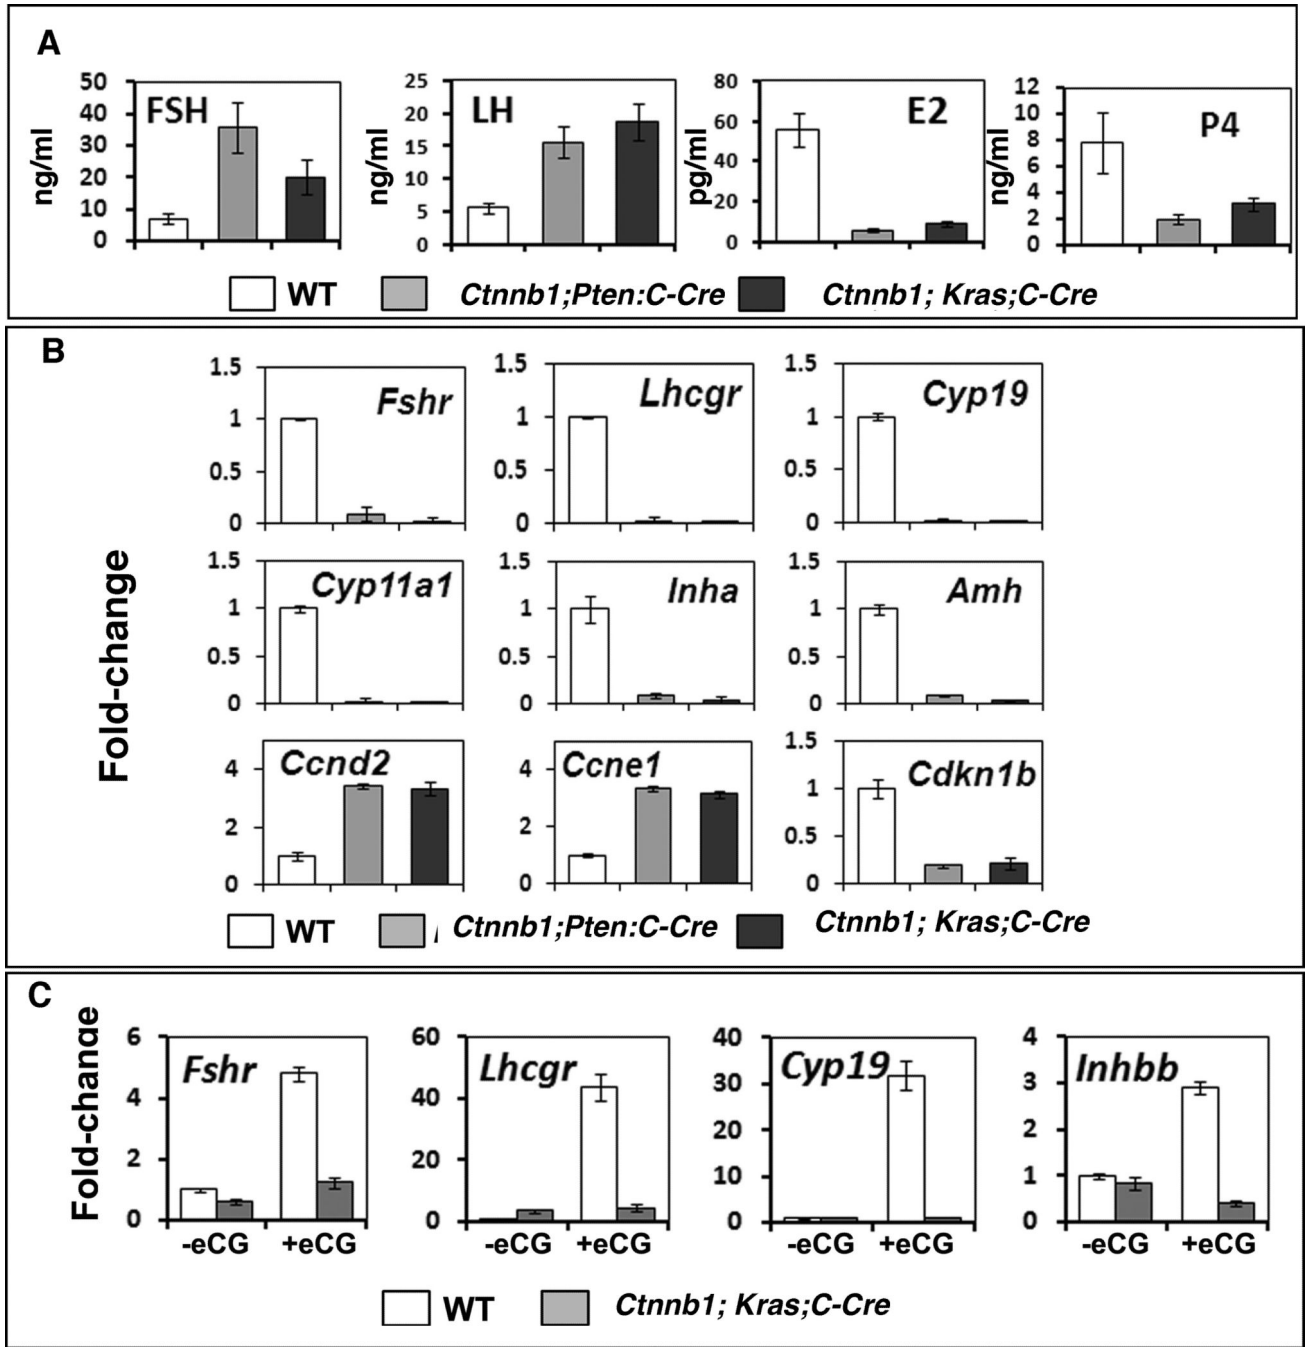 A
50
40
30
20
10
0
ng/ml
FSH
25
20
15
10
5
0
ng/ml
LH
80
60
40
20
0
pg/ml
E2
12
10
8
6
4
2
0
ng/ml
P4
WT Ctnnb1;Pten:C-Cre Ctnnb1; Kras;C-Cre
B
Fold-change
1.5
1
0.5
0
Fshr
1.5
1
0.5
0
Lhcgr
1.5
1
0.5
0
Cyp19
1.5
1
0.5
0
Cyp11a1
1.5
1
0.5
0
Inha
1.5
1
0.5
0
Amh
4
2
0
Ccnd2
4
2
0
Ccne1
1.5
1
0.5
0
Cdkn1b
WT Ctnnb1;Pten:C-Cre Ctnnb1; Kras;C-Cre
C
Fold-change
6
4
2
0
Fshr
-eCG +eCG
60
40
20
0
Lhcgr
-eCG +eCG
40
30
20
10
0
Cyp19
-eCG +eCG
4
3
2
1
0
Inhbb
-eCG +eCG
WT Ctnnb1; Kras;C-Cre